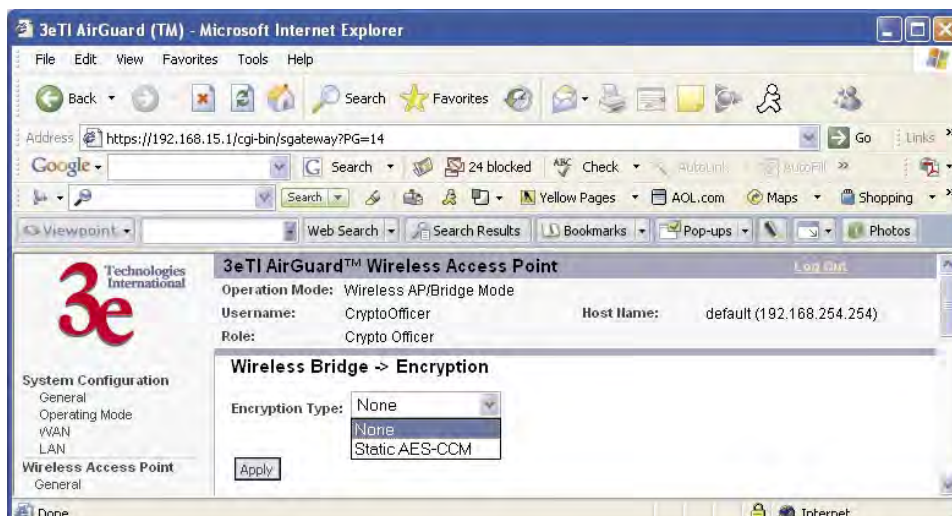 3eTI AirGuard (TM) - Microsoft Internet Explorer
File Edit View Favorites Tools Help
Back Search Favorites
Address https://192.168.15.1/cgi-bin/sgateway?PG=14 Go Links »
Google Search 24 blocked ABC Check AutoLink AutoFill »
Search Yellow Pages AOL.com Maps Shopping »
Viewpoint Web Search Search Results Bookmarks Pop-ups Photos
3e Technologies International
3eTI AirGuard™ Wireless Access Point Log Out
Operation Mode: Wireless AP/Bridge Mode
Username: CryptoOfficer Host Name: default (192.168.254.254)
Role: Crypto Officer
System Configuration
General
Operating Mode
WAN
LAN
Wireless Access Point
General
Wireless Bridge -> Encryption
Encryption Type: None
None
Static AES-CCM
Apply
Done Internet